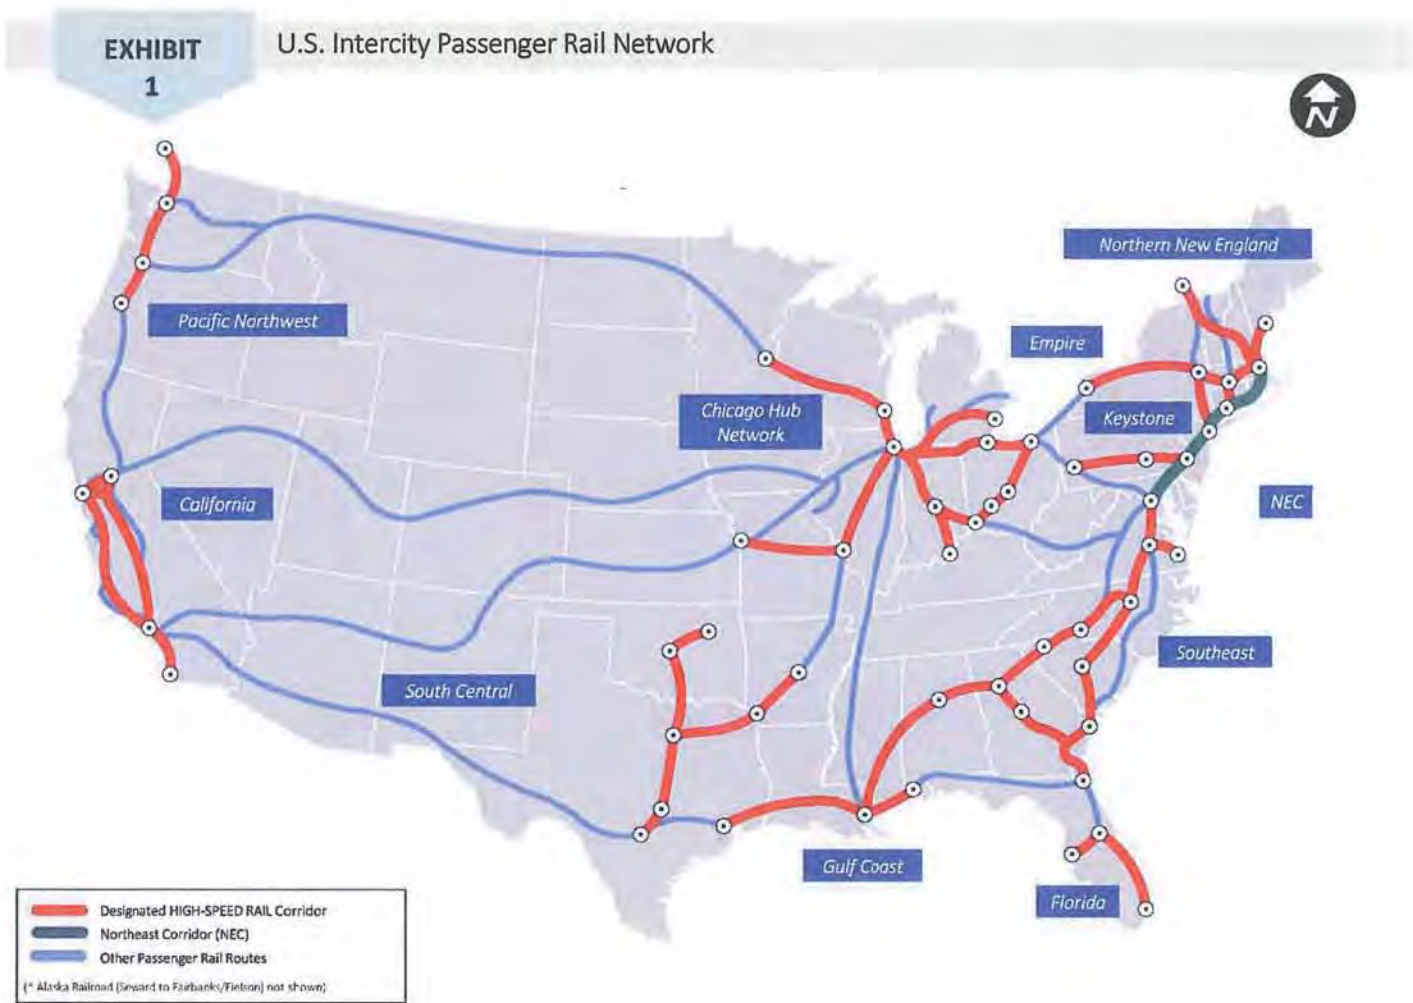 EXHIBIT
1
U.S. Intercity Passenger Rail Network
N
Northern New England
Pacific Northwest
Empire
Chicago Hub
Network
Keystone
California
NEC
Southeast
South Central
Gulf Coast
Florida
Designated HIGH-SPEED RAIL Corridor
Northeast Corridor (NEC)
Other Passenger Rail Routes
(* Alaska Railroad (Seward to Fairbanks/Eielson) not shown)